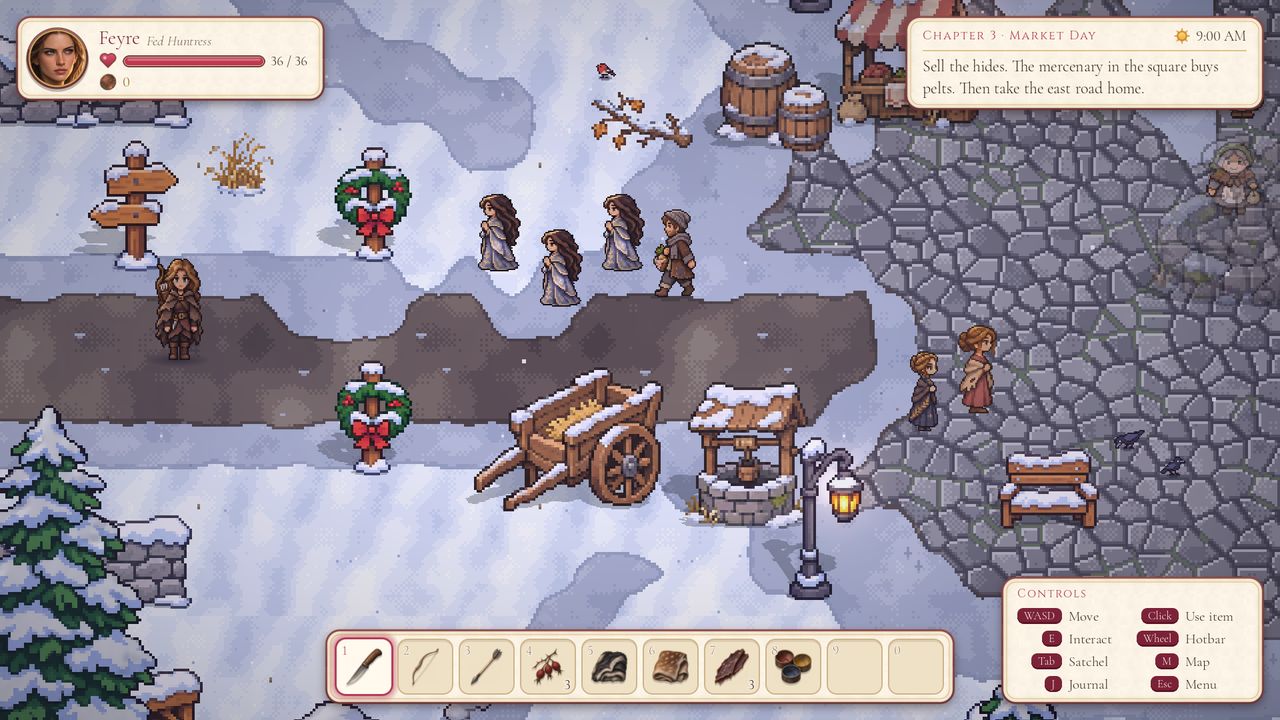 Feyre Fed Huntress
36 / 36
0
CHAPTER 3 · MARKET DAY 9:00 AM
Sell the hides. The mercenary in the square buys
pelts. Then take the east road home.
CONTROLS
WASD Move Click Use item
E Interact Wheel Hotbar
Tab Satchel M Map
J Journal Esc Menu
1 2 3 4 5 6 7 8 9 0
3 3